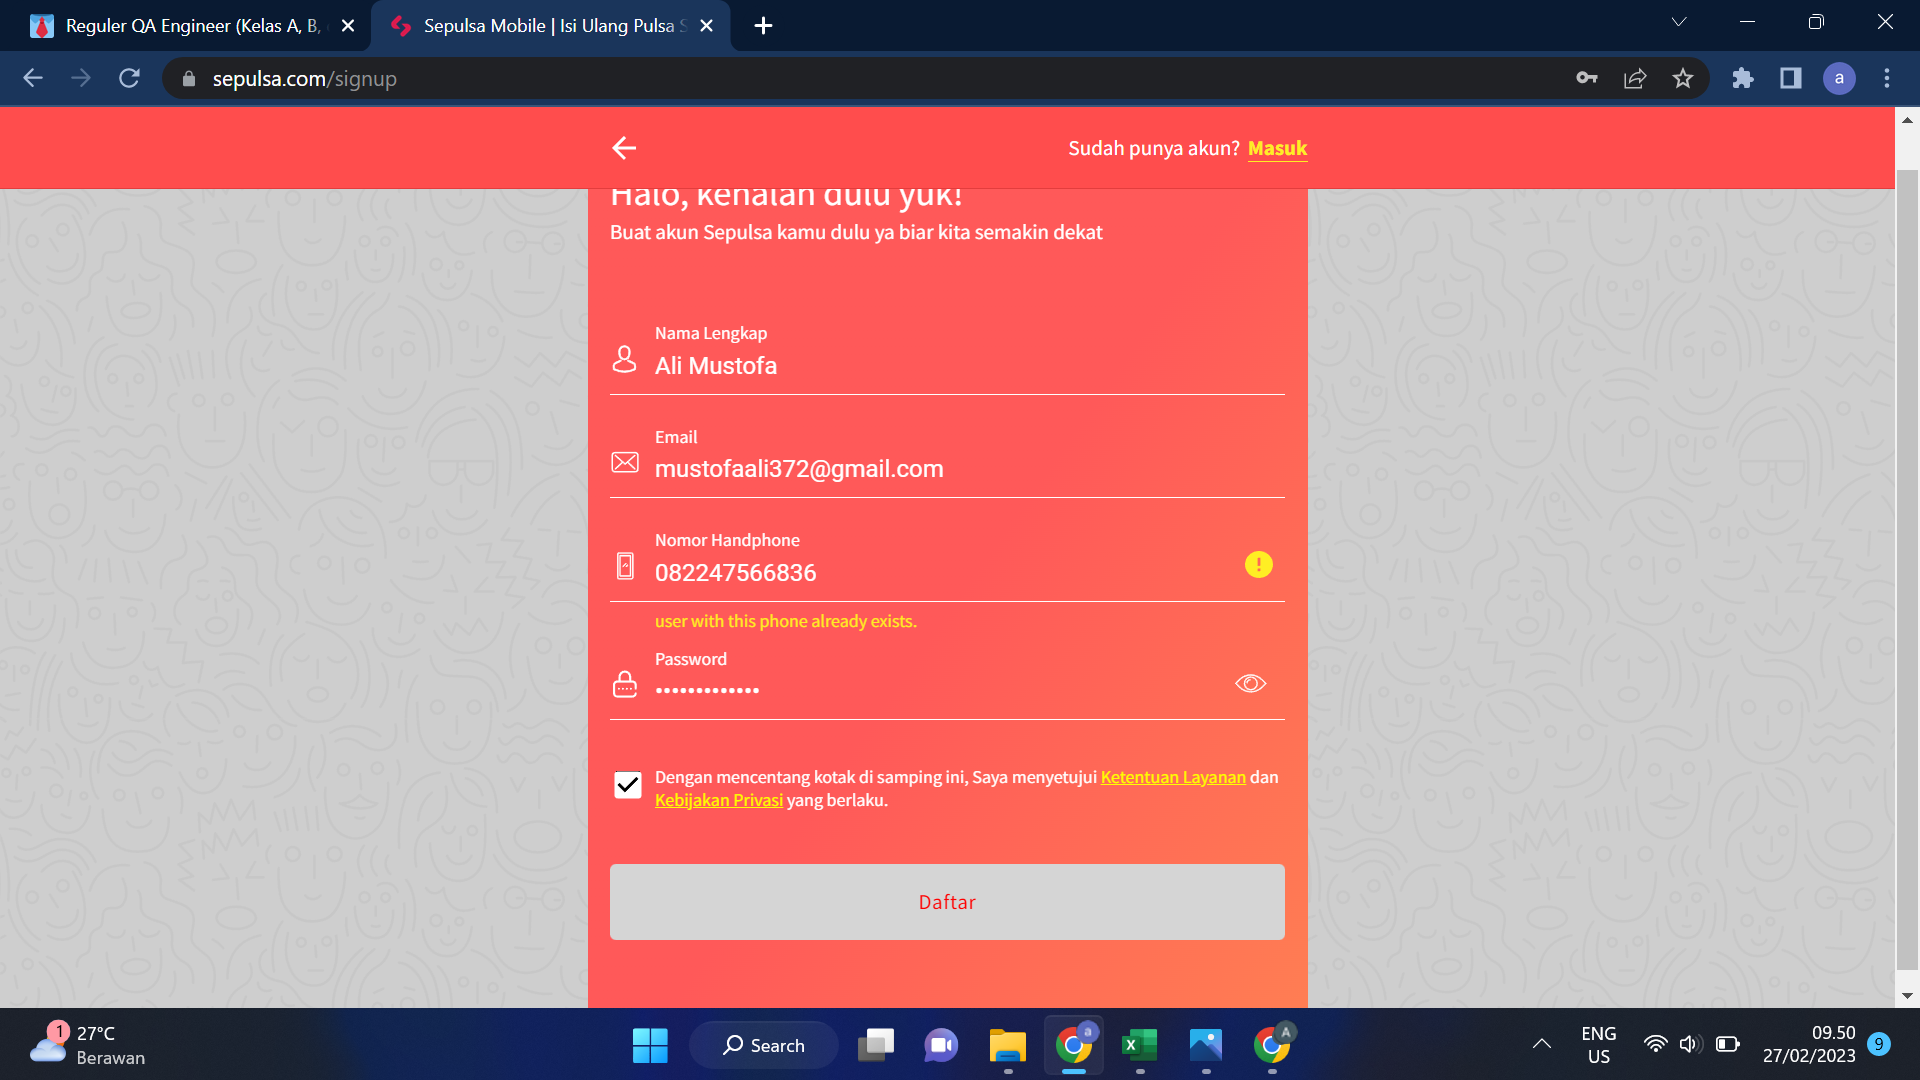 Reguler QA Engineer (Kelas A, B,
Sepulsa Mobile | Isi Ulang Pulsa S
sepulsa.com/signup
a
Sudah punya akun? Masuk
Halo, kenalan dulu yuk!
Buat akun Sepulsa kamu dulu ya biar kita semakin dekat
Nama Lengkap
Ali Mustofa
Email
mustofaali372@gmail.com
Nomor Handphone
082247566836
user with this phone already exists.
Password
•••••••••••••
Dengan mencentang kotak di samping ini, Saya menyetujui Ketentuan Layanan dan
Kebijakan Privasi yang berlaku.
Daftar
1
27°C
Berawan
Search
a
X
A
ENG
US
09.50
27/02/2023
9